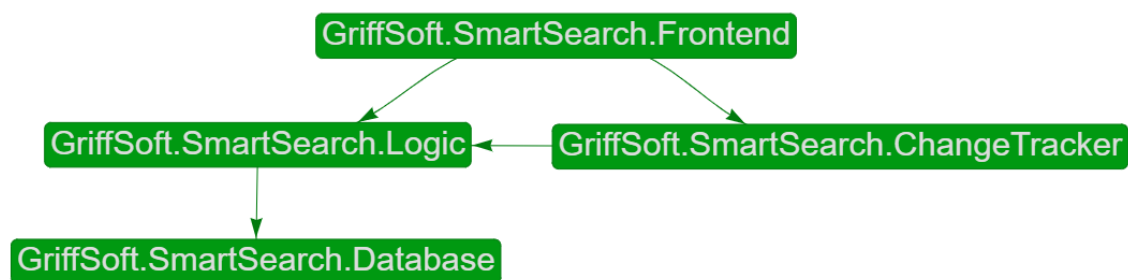 GriffSoft.SmartSearch.Frontend
GriffSoft.SmartSearch.Logic
GriffSoft.SmartSearch.ChangeTracker
GriffSoft.SmartSearch.Database